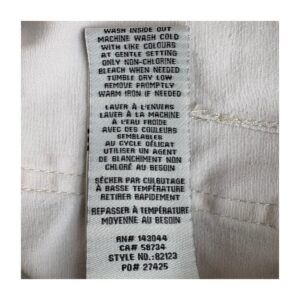 WASH INSIDE OUT
MACHINE WASH COLD
WITH LIKE COLOURS
AT GENTLE SETTING
ONLY NON-CHLORINE
BLEACH WHEN NEEDED
TUMBLE DRY LOW
REMOVE PROMPTLY
WARM IRON IF NEEDED
LAVER À L'ENVERS
LAVER À LA MACHINE
À L'EAU FROIDE
AVEC DES COULEURS
SEMBLABLES
AU CYCLE DÉLICAT
UTILISER UN AGENT
DE BLANCHIMENT NON
CHLORÉ AU BESOIN
SÉCHER PAR CULBUTAGE
À BASSE TEMPÉRATURE
RETIRER RAPIDEMENT
REPASSER À TEMPÉRATURE
MOYENNE AU BESOIN
RN# 143044
CA# 58734
STYLE NO.:82123
PO# 27425